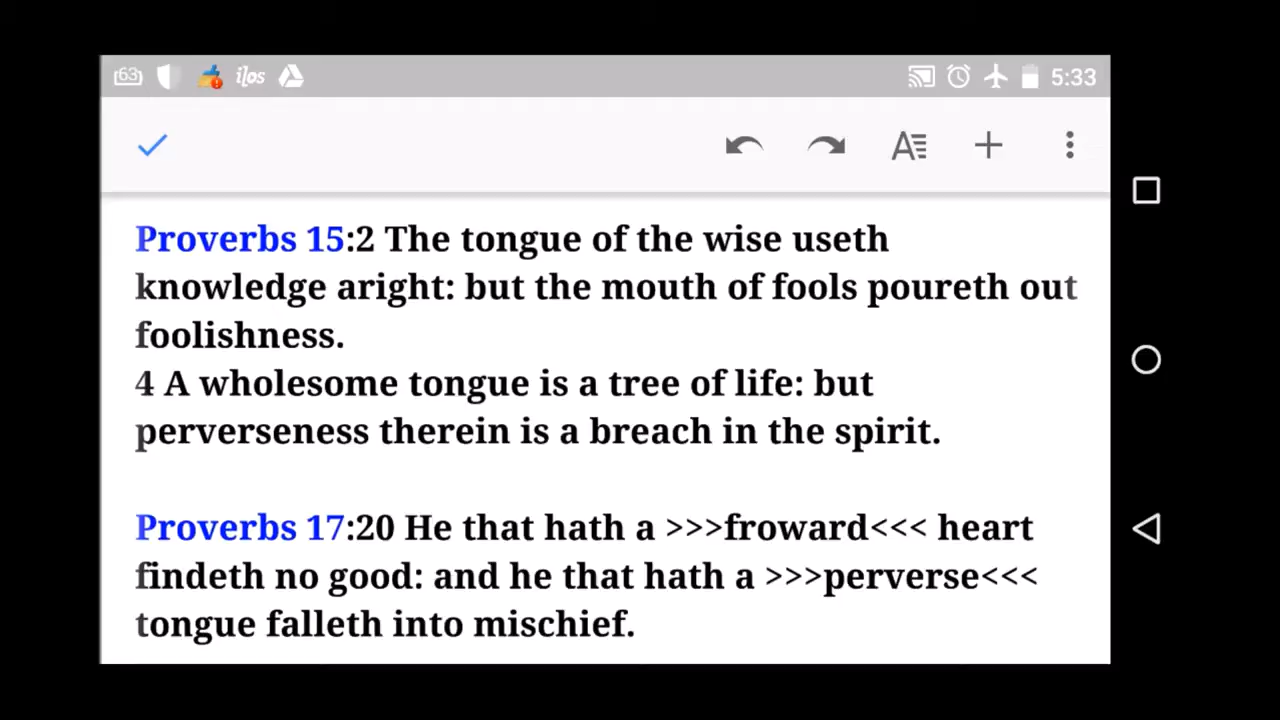 63 ilos 5:33
Proverbs 15:2 The tongue of the wise useth
knowledge aright: but the mouth of fools poureth out
foolishness.
4 A wholesome tongue is a tree of life: but
perverseness therein is a breach in the spirit.
Proverbs 17:20 He that hath a >>>froward<<< heart
findeth no good: and he that hath a >>>perverse<<<
tongue falleth into mischief.